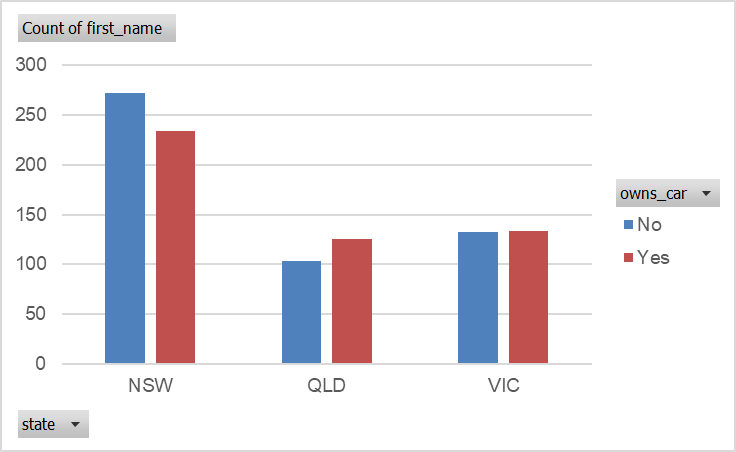 Count of first_name
300
250
200
150
100
50
0
NSW QLD VIC
owns_car
No
Yes
state